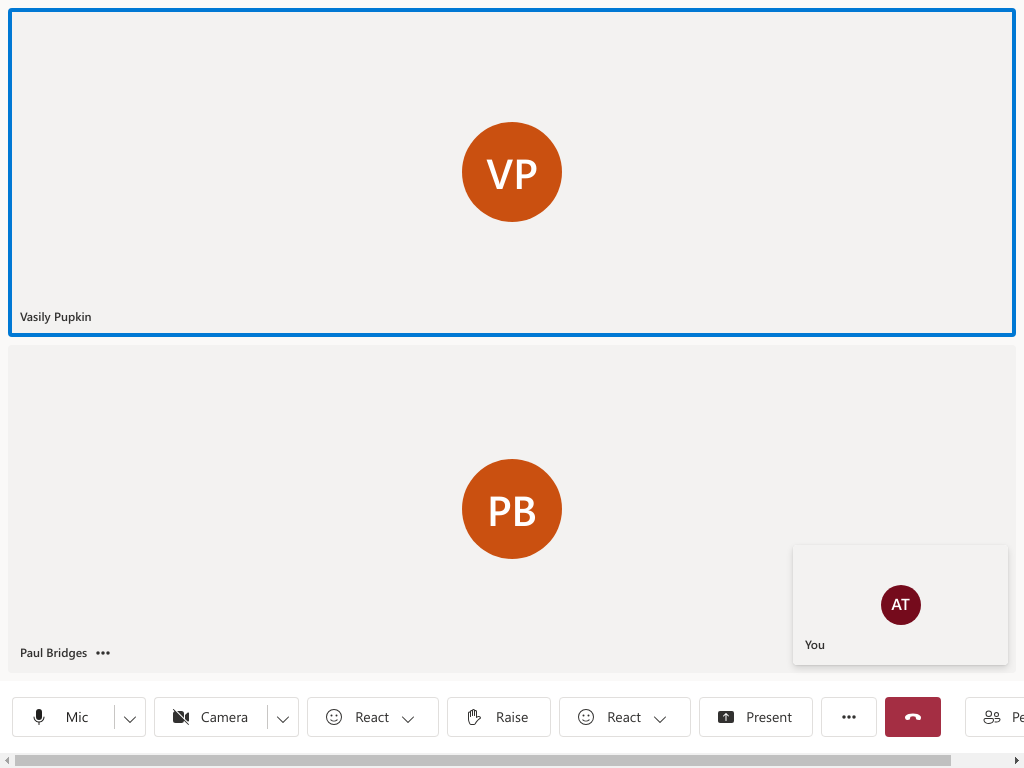 VP
Vasily Pupkin
PB
Paul Bridges
AT
You
Mic Camera React Raise React Present Pe